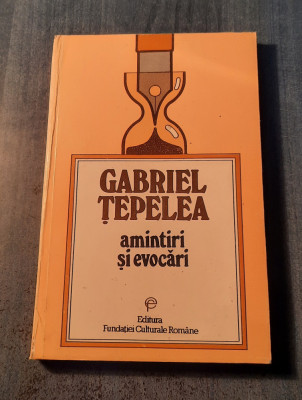 GABRIEL
ȚEPELEA
amintiri
și evocări
Editura
Fundației Culturale Române